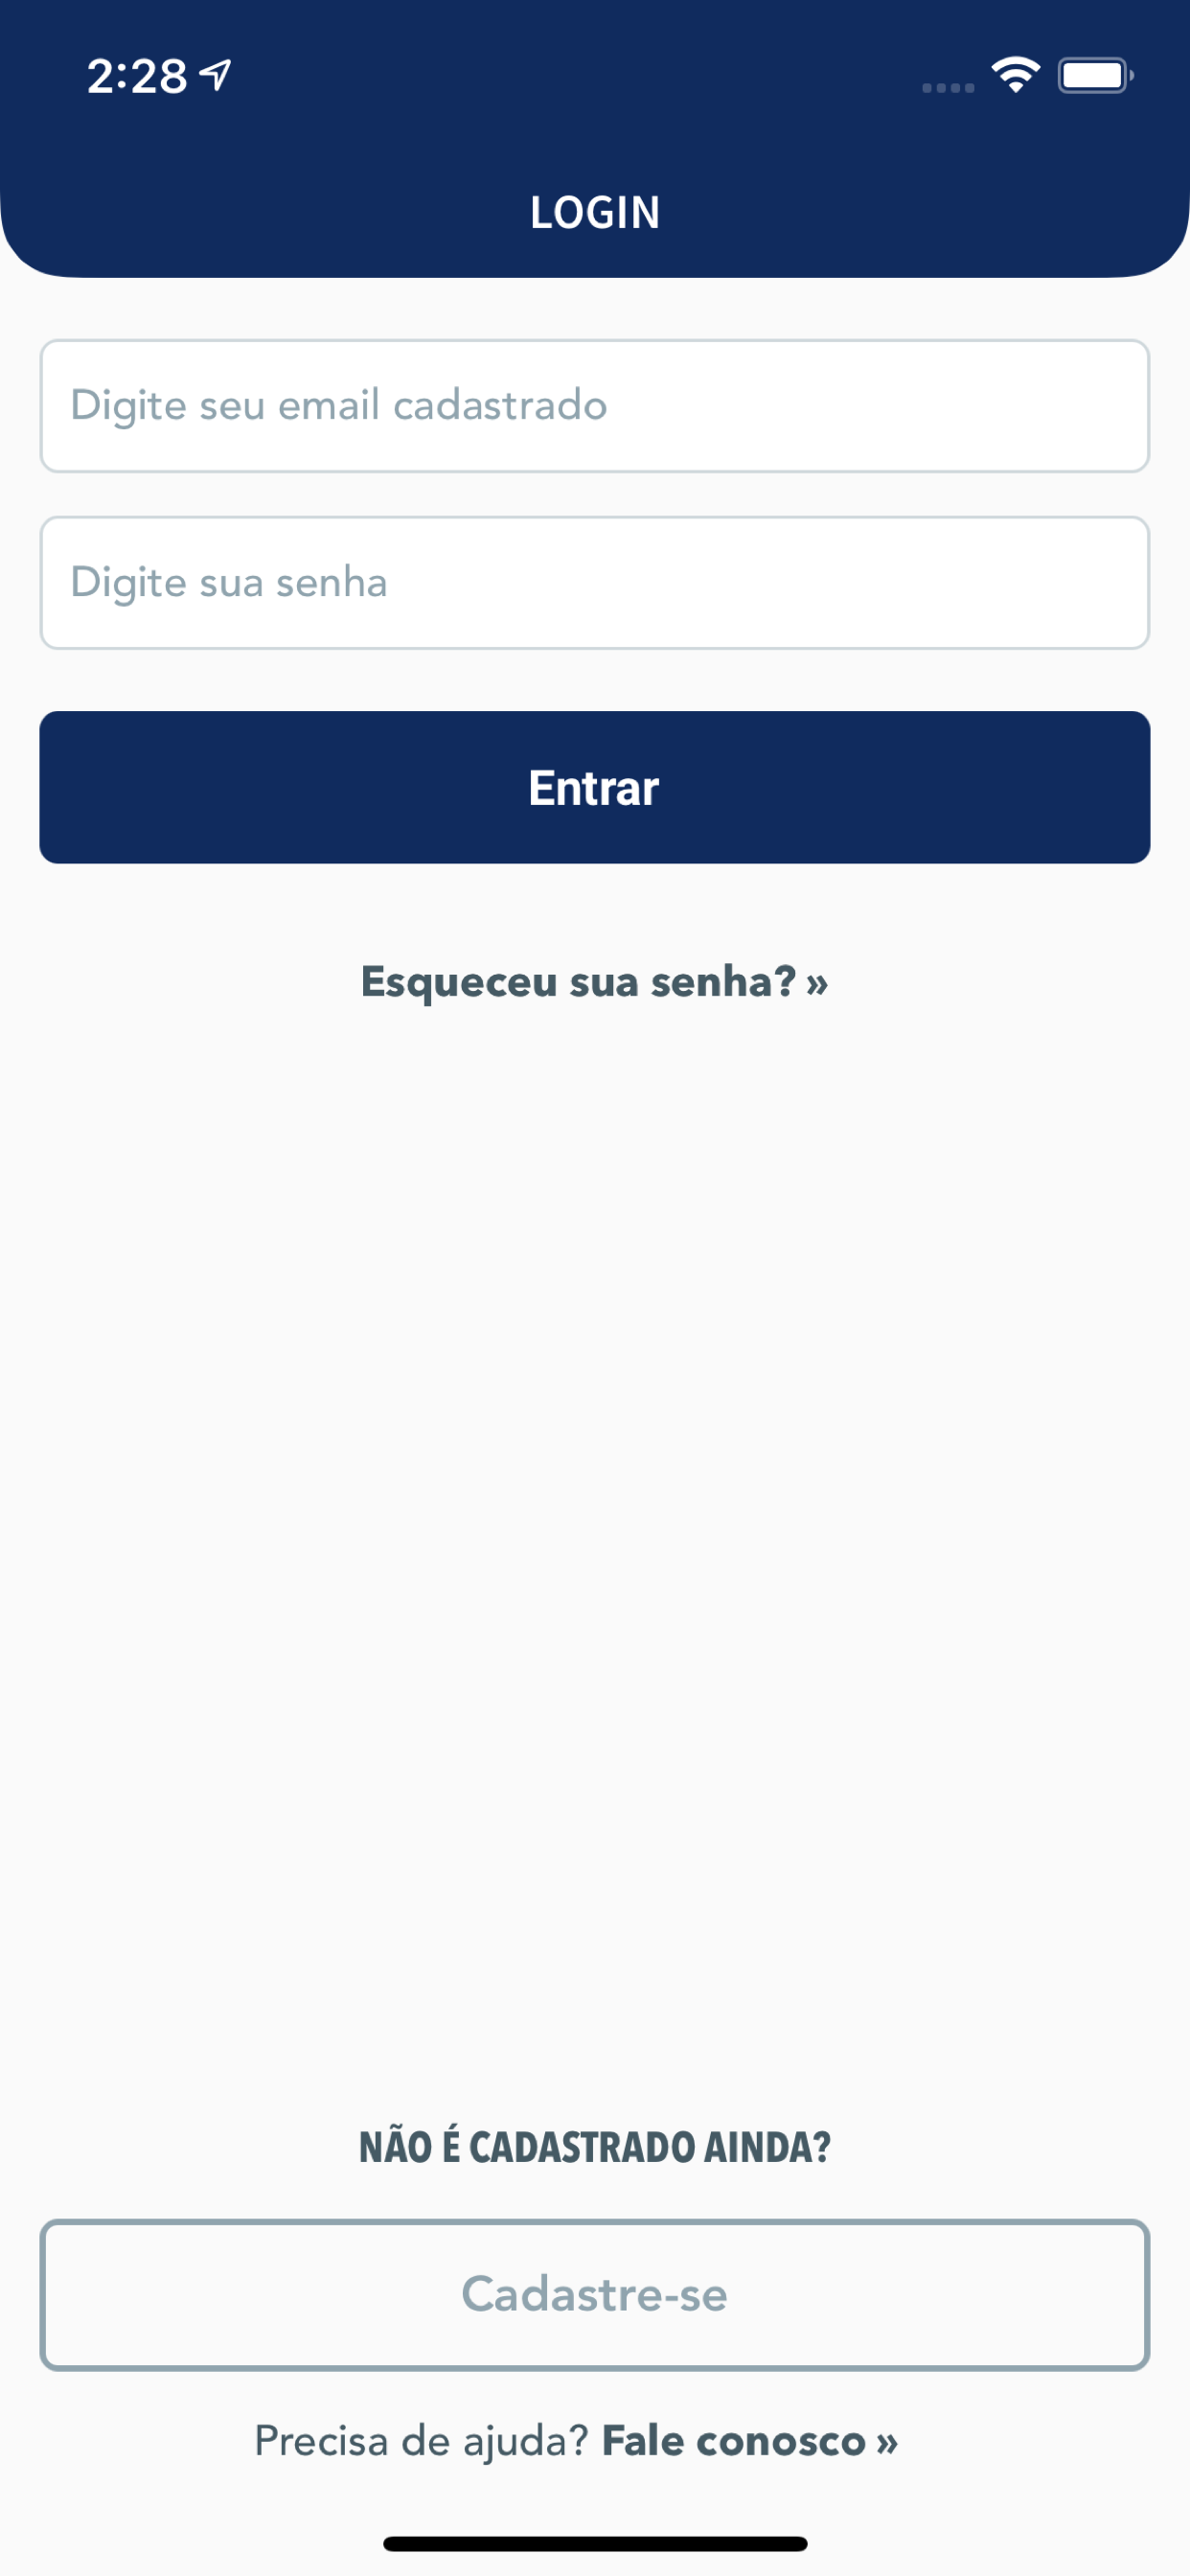 2:28
LOGIN
Digite seu email cadastrado
Digite sua senha
Entrar
Esqueceu sua senha? »
NÃO É CADASTRADO AINDA?
Cadastre-se
Precisa de ajuda? Fale conosco »